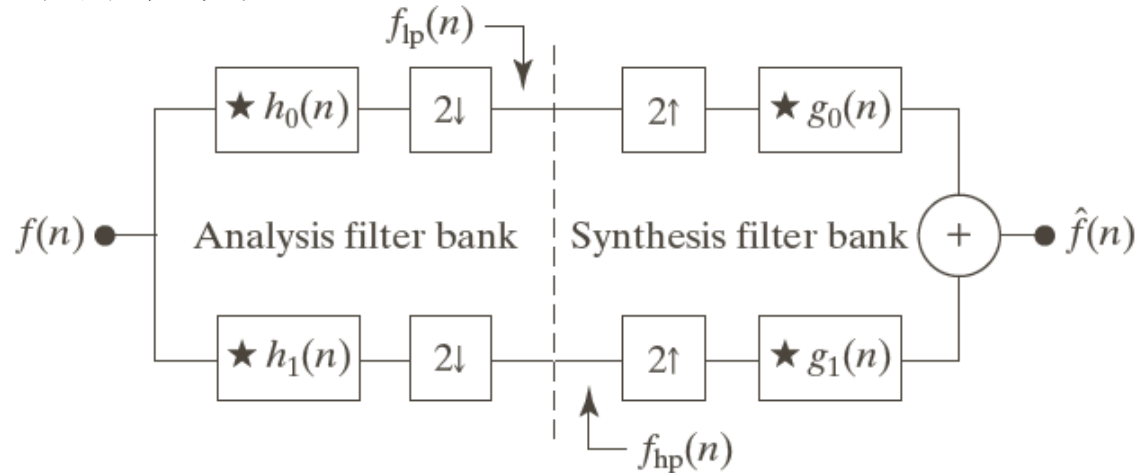 f_lp(n)
★ h_0(n)
2↓
2↑
★ g_0(n)
f(n)
Analysis filter bank
Synthesis filter bank
+
f̂(n)
★ h_1(n)
2↓
2↑
★ g_1(n)
f_hp(n)